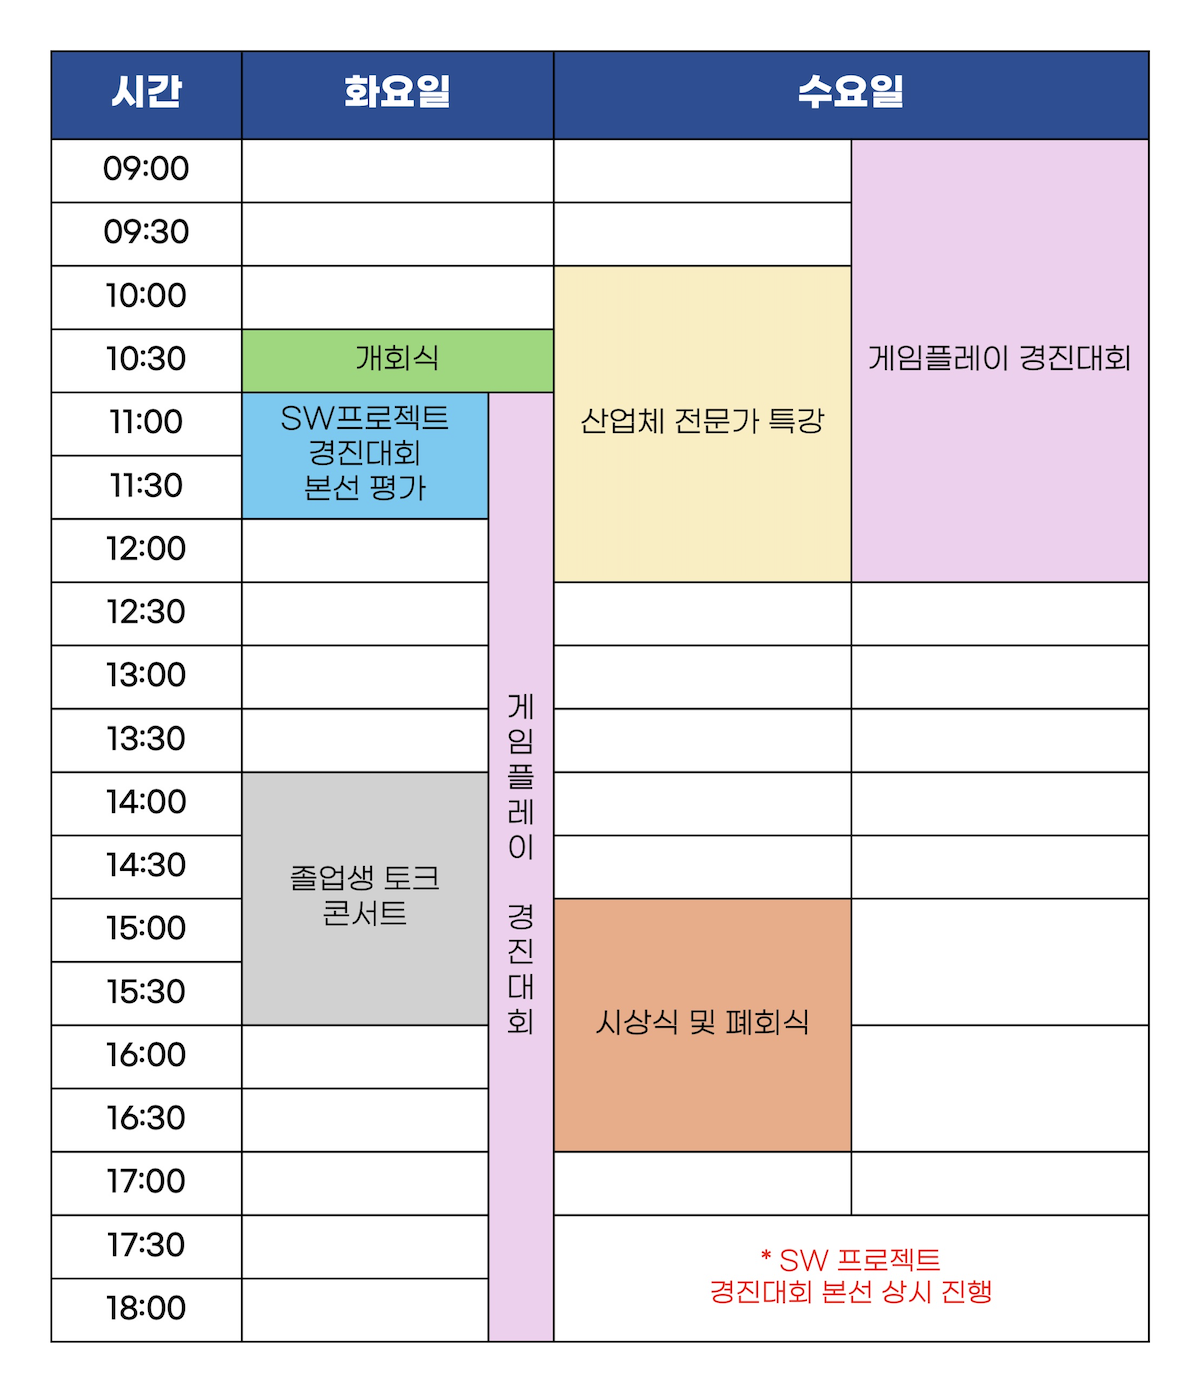 시간 화요일 수요일
09:00
09:30
10:00
10:30 개회식 게임플레이 경진대회
11:00 산업체 전문가 특강
SW프로젝트
경진대회
본선 평가
11:30
12:00
12:30
13:00
13:30
게임플레이 경진대회
14:00
14:30
졸업생 토크
콘서트
15:00
15:30
시상식 및 폐회식
16:00
16:30
17:00
17:30
* SW 프로젝트
경진대회 본선 상시 진행
18:00